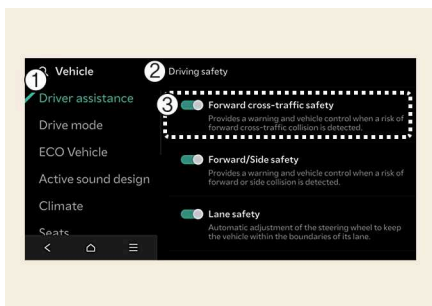 Vehicle
1
2
Driving safety
Driver assistance
Drive mode
ECO Vehicle
Active sound design
Climate
Seats
3
Forward cross-traffic safety
Provides a warning and vehicle control when a risk of
forward cross-traffic collision is detected.
Forward/Side safety
Provides a warning and vehicle control when a risk of
forward or side collision is detected.
Lane safety
Automatic adjustment of the steering wheel to keep
the vehicle within the boundaries of its lane.